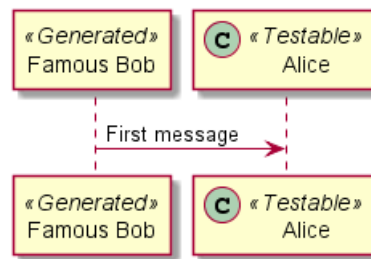 «Generated»
Famous Bob
C «Testable»
Alice
First message
«Generated»
Famous Bob
C «Testable»
Alice